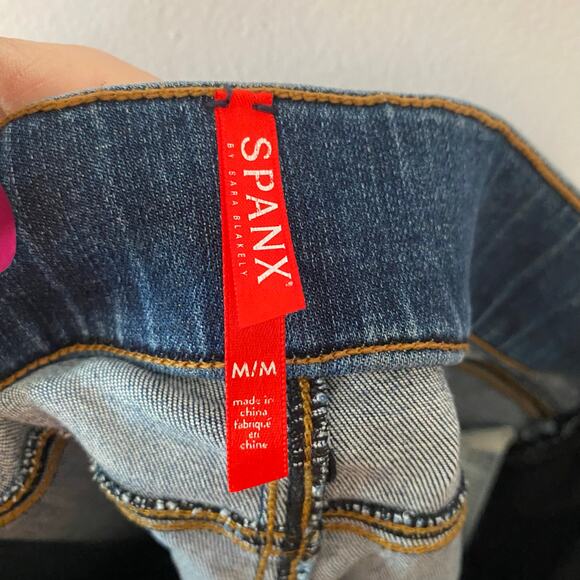 SPANX
BY SARA BLAKELY
M/M
made in
china
fabriqué
en
chine